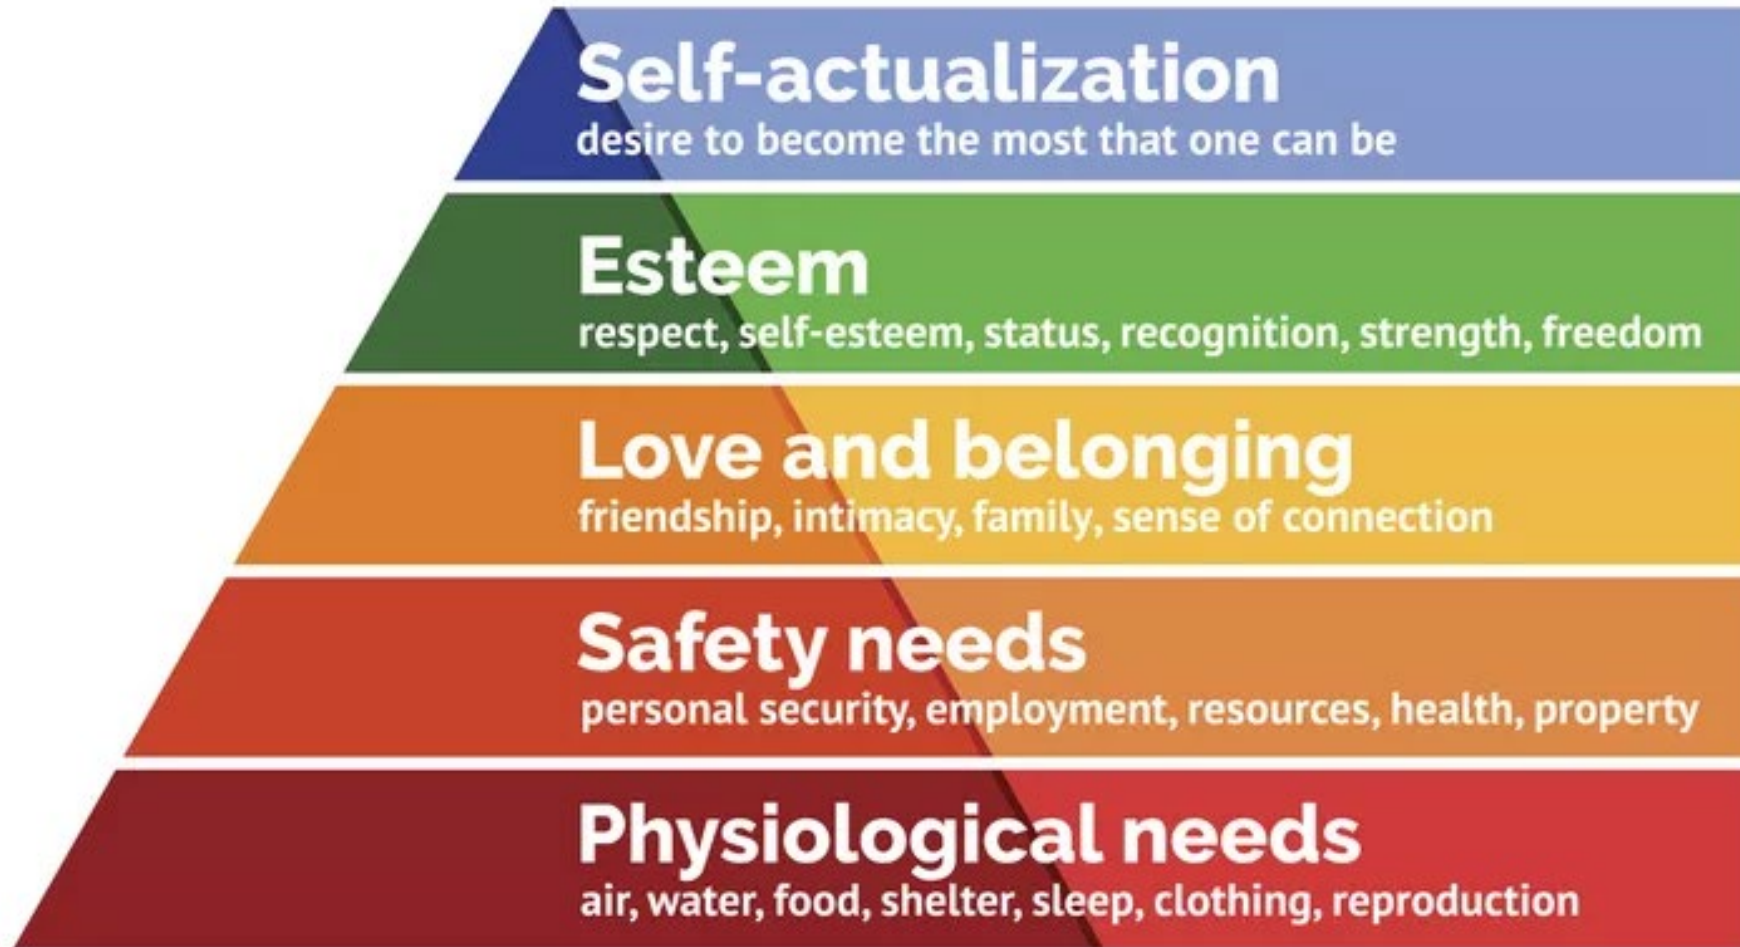 Self-actualization
desire to become the most that one can be
Esteem
respect, self-esteem, status, recognition, strength, freedom
Love and belonging
friendship, intimacy, family, sense of connection
Safety needs
personal security, employment, resources, health, property
Physiological needs
air, water, food, shelter, sleep, clothing, reproduction